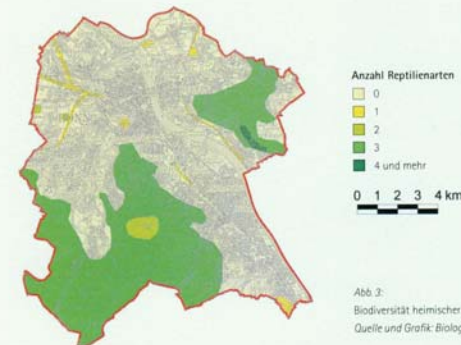 Anzahl Reptilienarten
0
1
2
3
4 und mehr
0 1 2 3 4 km
Abb. 3:
Biodiversität heimischer
Quelle und Grafik: Biolog